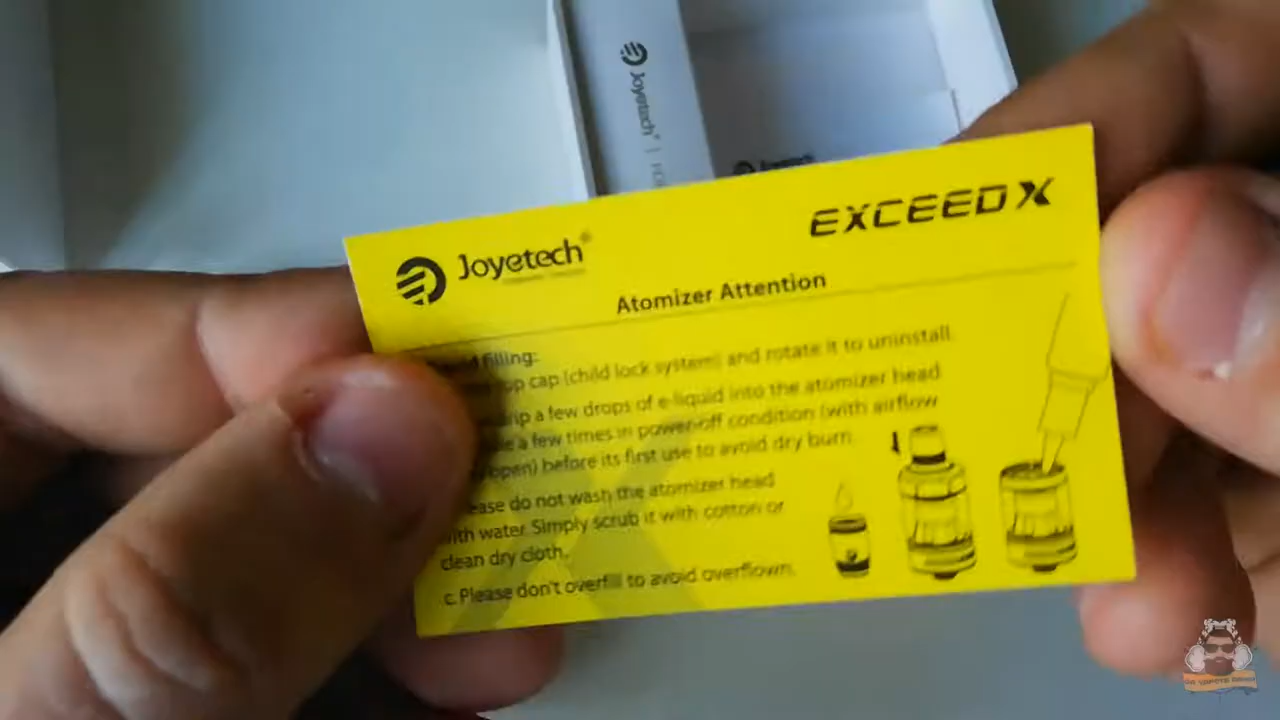 Joyetech
Joyetech®
EXCEED X
Atomizer Attention
filling:
cap (child lock system) and rotate it to uninstall.
a few drops of e-liquid into the atomizer head
a few times in power-off condition (with airflow
open) before its first use to avoid dry burn.
do not wash the atomizer head
with water. Simply scrub it with cotton or
clean dry cloth.
c. Please don't overfill to avoid overflown.